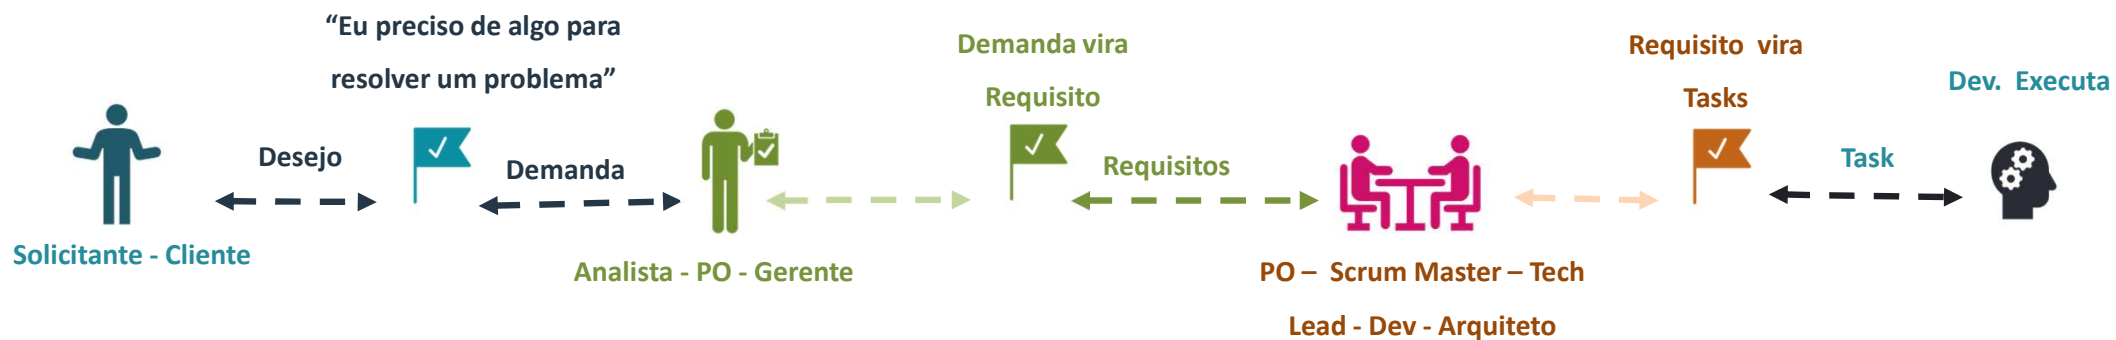 “Eu preciso de algo para
resolver um problema”
Desejo
Demanda
Solicitante - Cliente
Analista - PO - Gerente
Demanda vira
Requisito
Requisitos
PO – Scrum Master – Tech
Lead - Dev - Arquiteto
Requisito vira
Tasks
Task
Dev. Executa